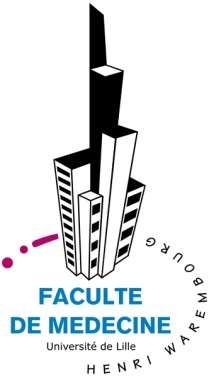 FACULTE
DE MEDECINE
Université de Lille
HENRI WAREMBOURG